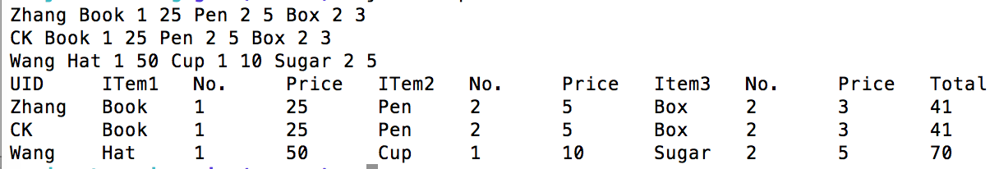 Zhang Book 1 25 Pen 2 5 Box 2 3
CK Book 1 25 Pen 2 5 Box 2 3
Wang Hat 1 50 Cup 1 10 Sugar 2 5
UID ITem1 No. Price ITem2 No. Price Item3 No. Price Total
Zhang Book 1 25 Pen 2 5 Box 2 3 41
CK Book 1 25 Pen 2 5 Box 2 3 41
Wang Hat 1 50 Cup 1 10 Sugar 2 5 70